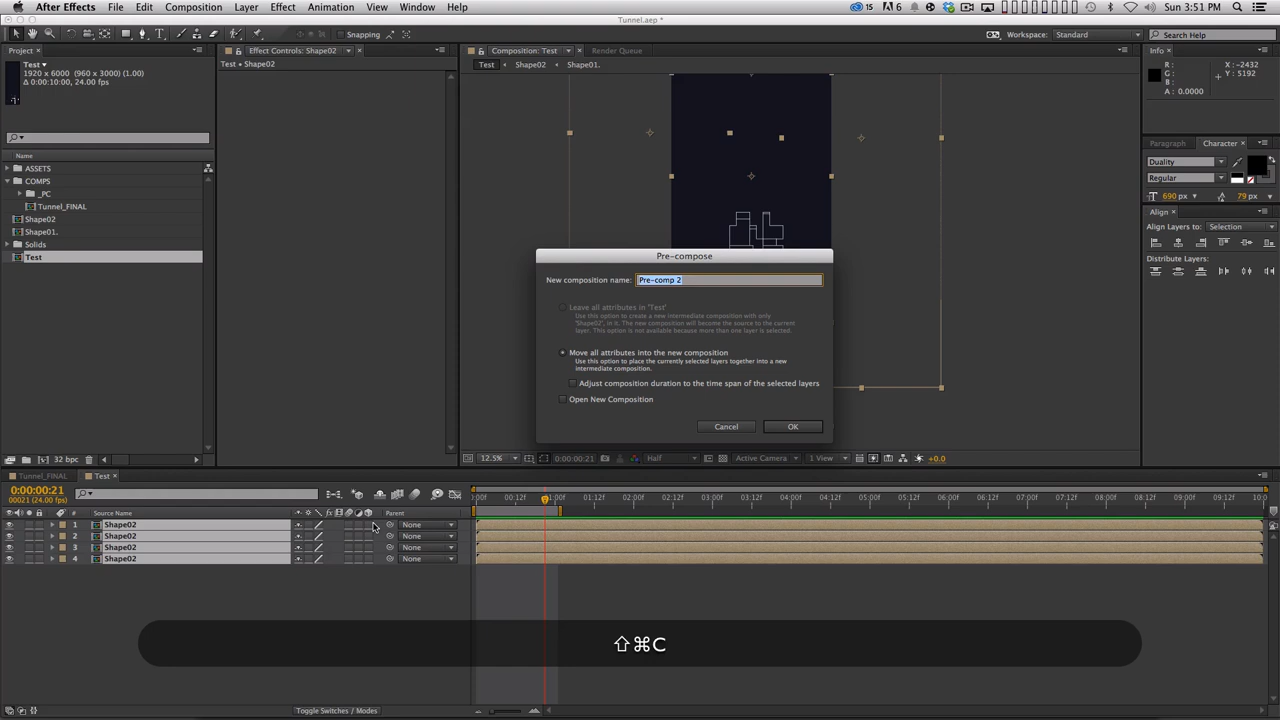 After Effects File Edit Composition Layer Effect Animation View Window Help 15 6 Sun 3:51 PM
Tunnel.aep *
Snapping Workspace: Standard Search Help
Project Effect Controls: Shape02 Composition: Test Render Queue Info
Test
1920 x 6000 (960 x 3000) (1.00)
Δ 0:00:10:00, 24.00 fps
Test • Shape02
Test Shape02 Shape01.
R : X : -2432
G : Y : 5192
B :
A : 0.0000
Name
ASSETS
COMPS
_PC
Tunnel_FINAL
Shape02
Shape01.
Solids
Test
Paragraph Character
Duality
Regular
690 px 79 px
Align
Align Layers to: Selection
Distribute Layers:
Pre-compose
New composition name: Pre-comp 2
Leave all attributes in 'Test'
Use this option to create a new intermediate composition with only
'Shape02', in it. The new composition will become the source to the current
layer. This option is not available because more than one layer is selected.
Move all attributes into the new composition
Use this option to place the currently selected layers together into a new
intermediate composition.
Adjust composition duration to the time span of the selected layers
Open New Composition
Cancel OK
32 bpc
12.5% 0:00:00:21 Half Active Camera 1 View +0.0
Tunnel_FINAL Test
0:00:00:21
00021 (24.00 fps)
:00f 00:12f 1:00f 01:12f 02:00f 02:12f 03:00f 03:12f 04:00f 04:12f 05:00f 05:12f 06:00f 06:12f 07:00f 07:12f 08:00f 08:12f 09:00f 09:12f 10:0
# Source Name fx Parent
1 Shape02 None
2 Shape02 None
3 Shape02 None
4 Shape02 None
⇧⌘C
Toggle Switches / Modes